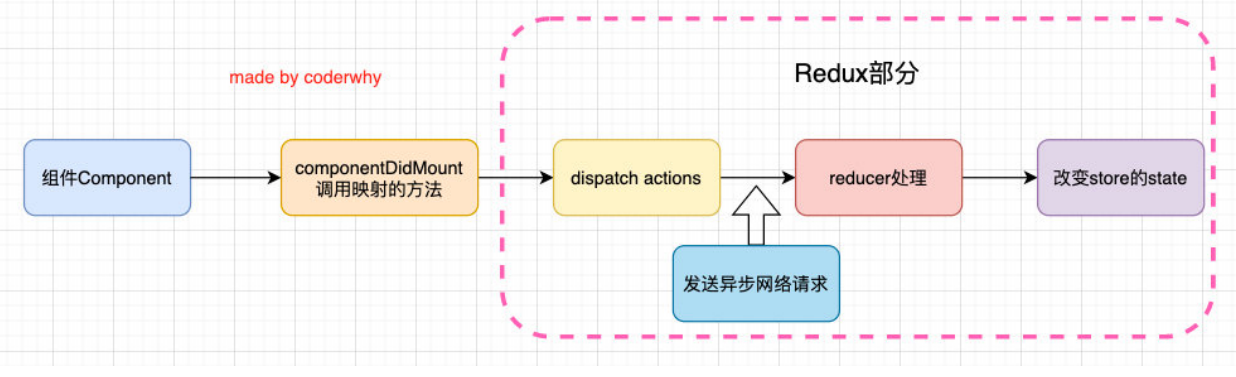 made by coderwhy
Redux部分
组件Component
componentDidMount
调用映射的方法
dispatch actions
reducer处理
改变store的state
发送异步网络请求